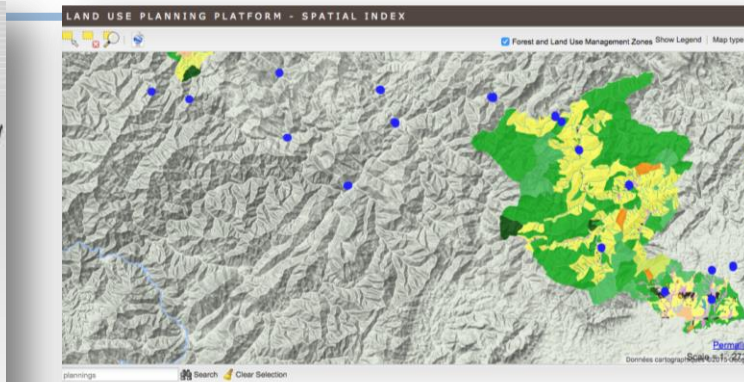 LAND USE PLANNING PLATFORM - SPATIAL INDEX
Forest and Land Use Management Zones Show Legend | Map type
Scale = 1 : 27
Données cartographiques ©2015
plannings Search Clear Selection